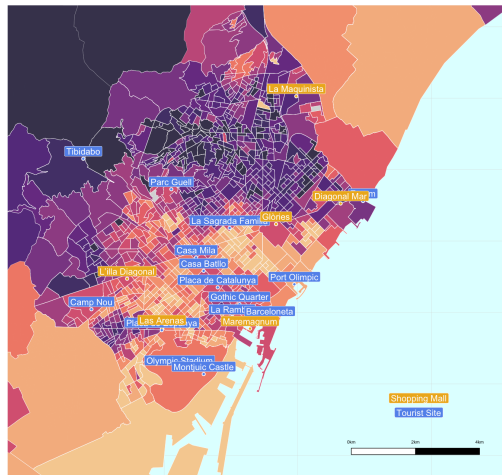 La Maquinista
Tibidabo
Parc Guell
Diagonal Mar
La Sagrada Familia
Glòries
Casa Mila
Casa Batllo
L'illa Diagonal
Placa de Catalunya
Port Olimpic
Camp Nou
Gothic Quarter
La Ramb
Barceloneta
Las Arenas
Maremagnum
Olympic Stadium
Montjuic Castle
Shopping Mall
Tourist Site
0km
2km
4km